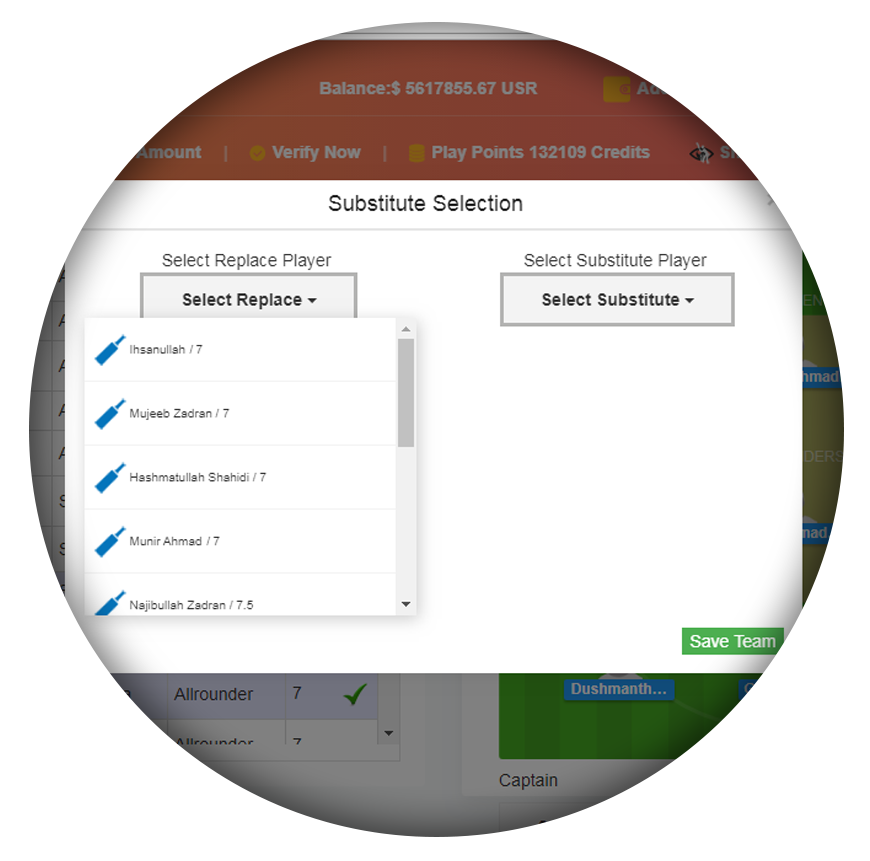 Balance:$ 5617855.67 USR
Amount | Verify Now | Play Points 132109 Credits
Substitute Selection
Select Replace Player
Select Substitute Player
Select Replace
Select Substitute
Ihsanullah / 7
Mujeeb Zadran / 7
Hashmatullah Shahidi / 7
Munir Ahmad / 7
Najibullah Zadran / 7.5
Save Team
Allrounder 7
Dushmanth...
Allrounder 7
Captain